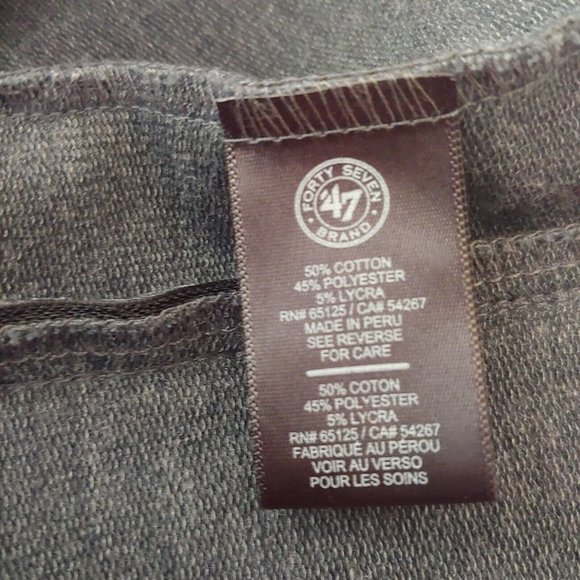 FORTY SEVEN
47
BRAND
50% COTTON
45% POLYESTER
5% LYCRA
RN# 65125 / CA# 54267
MADE IN PERU
SEE REVERSE
FOR CARE
50% COTON
45% POLYESTER
5% LYCRA
RN# 65125 / CA# 54267
FABRIQUÉ AU PÉROU
VOIR AU VERSO
POUR LES SOINS